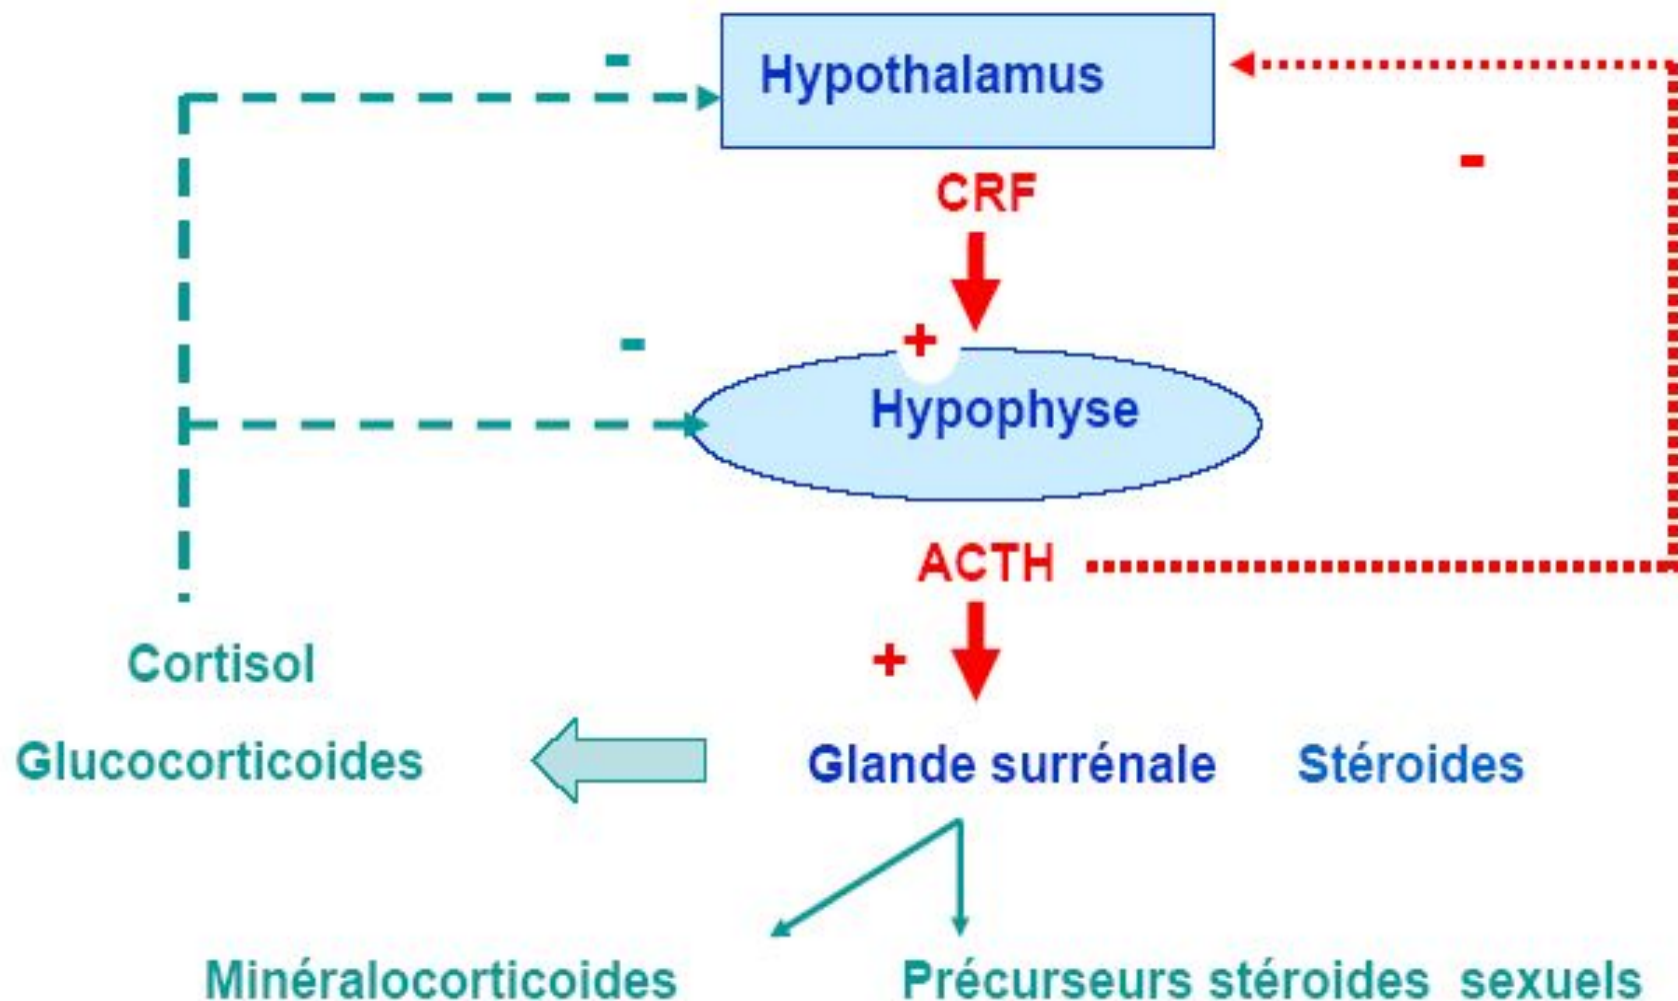 -
Hypothalamus
-
CRF
+
-
Hypophyse
ACTH
+
Cortisol
Glucocorticoides
Glande surrénale
Stéroides
Minéralocorticoides
Précurseurs stéroides sexuels